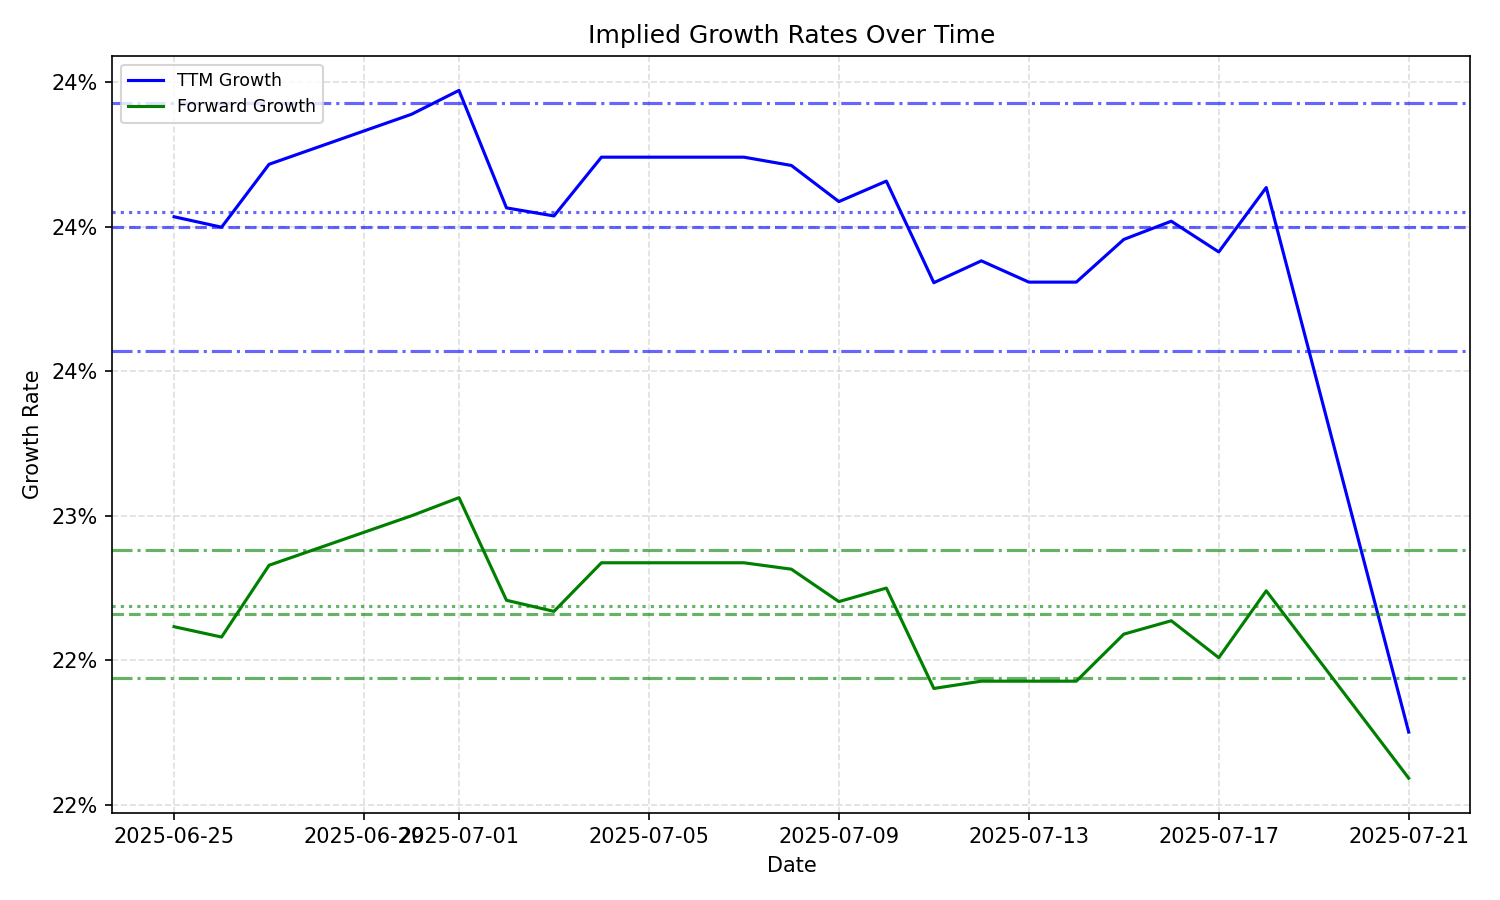 Implied Growth Rates Over Time
TTM Growth
Forward Growth
24%
24%
24%
23%
22%
22%
Growth Rate
2025-06-25
2025-06-29
2025-07-01
2025-07-05
2025-07-09
2025-07-13
2025-07-17
2025-07-21
Date